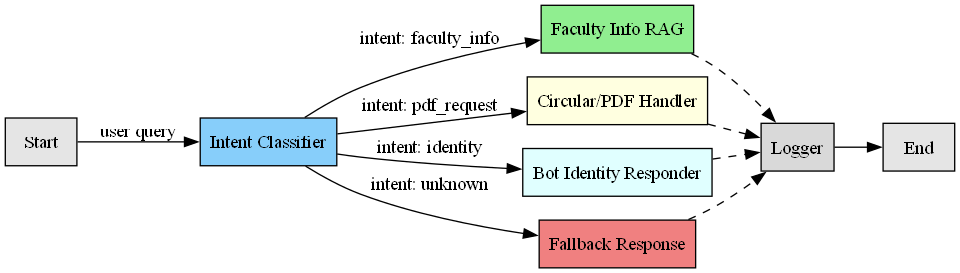 Start
user query
Intent Classifier
intent: faculty_info
intent: pdf_request
intent: identity
intent: unknown
Faculty Info RAG
Circular/PDF Handler
Bot Identity Responder
Fallback Response
Logger
End